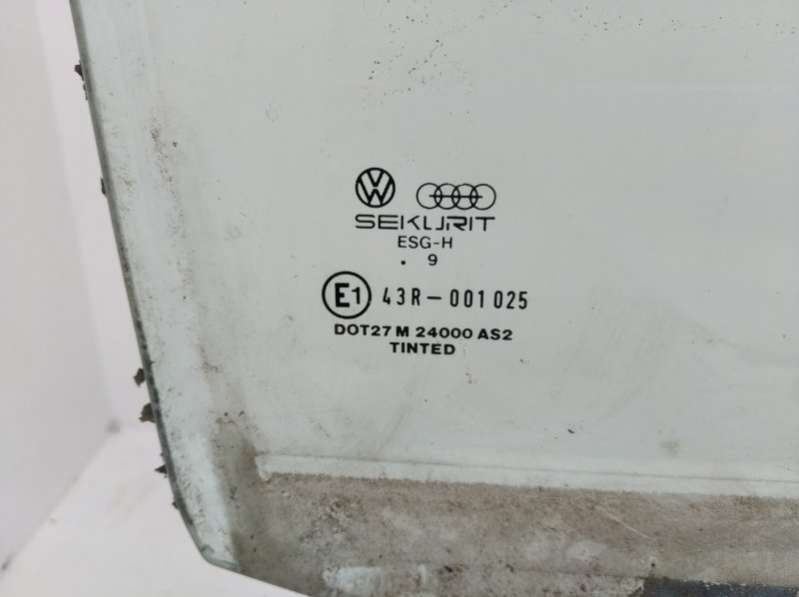 SEKURIT
ESG-H
. 9
E1 43R-001025
DOT27 M 24000 AS2
TINTED